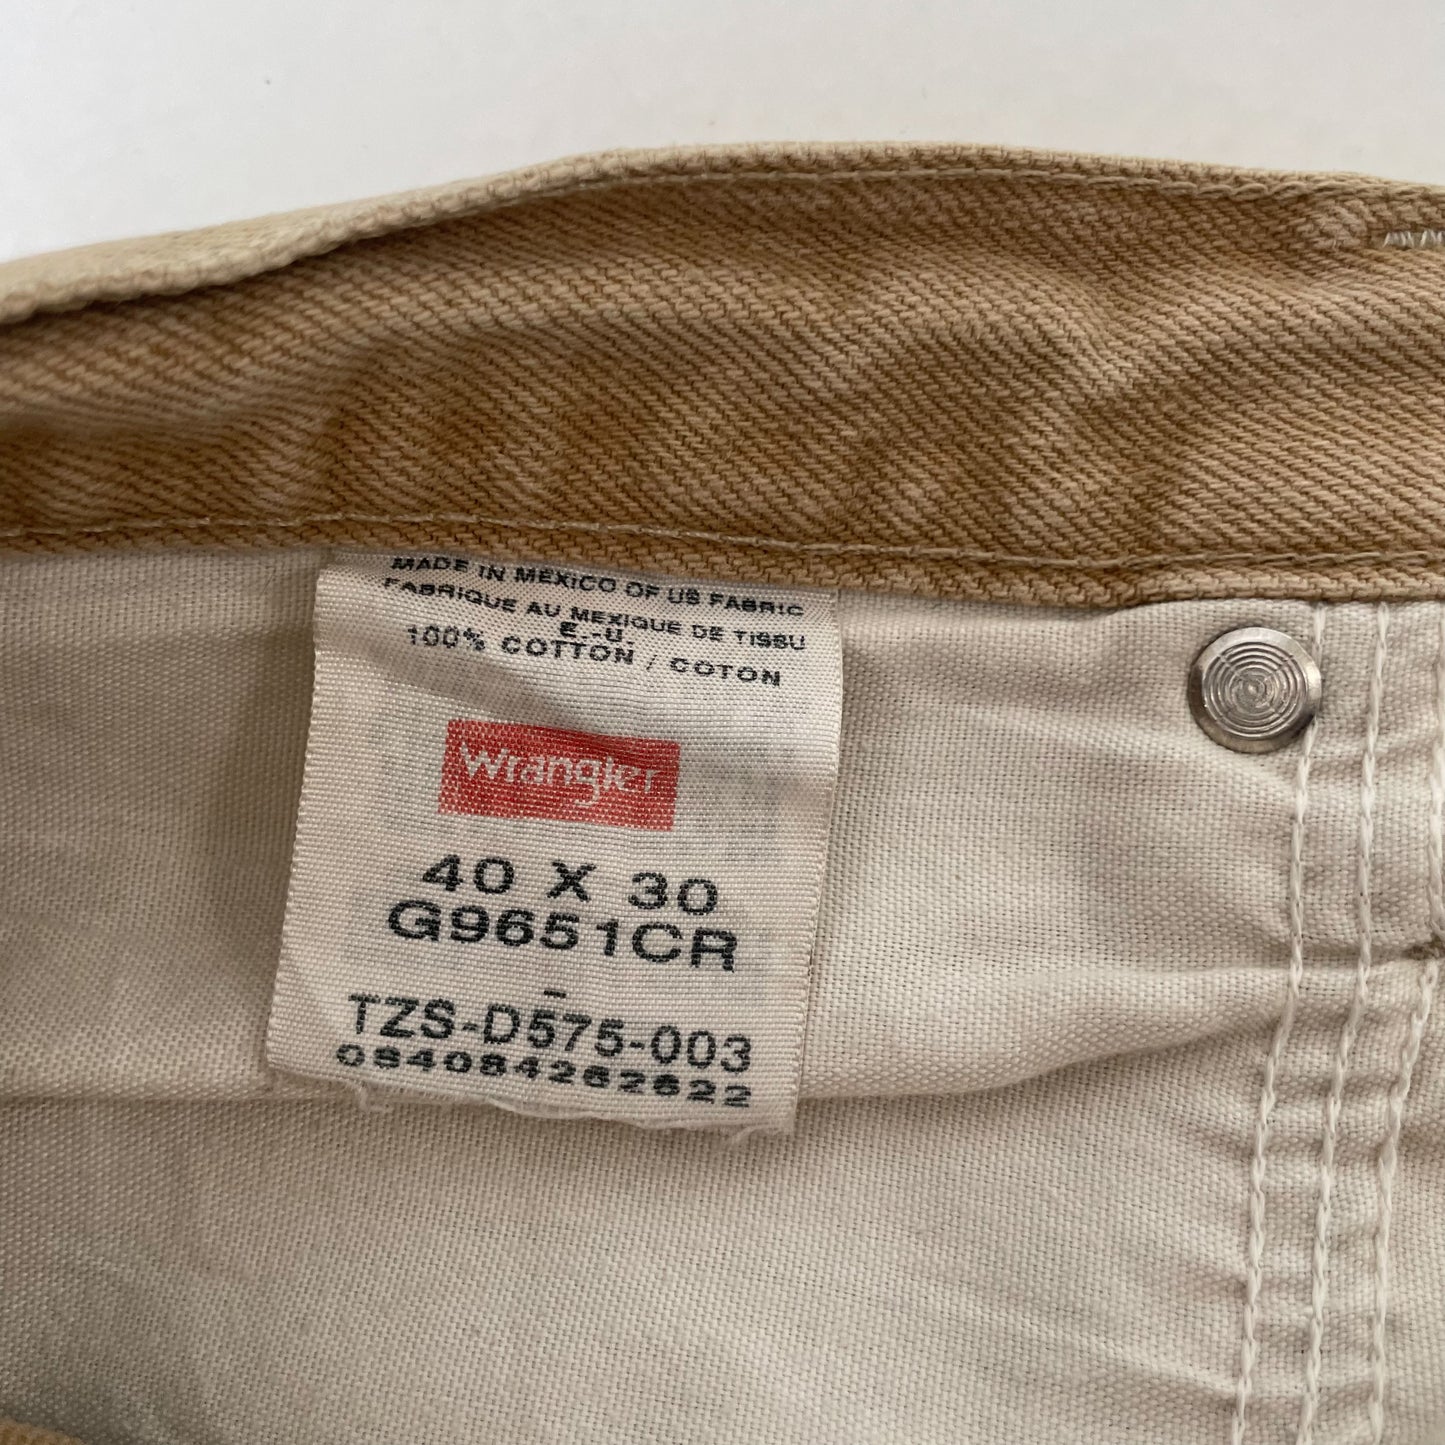 MADE IN MEXICO OF US FABRIC
FABRIQUE AU MEXIQUE DE TISSU
E.-U.
100% COTTON / COTON
Wrangler
40 X 30
G9651CR
-
TZS-D575-003
084084262622